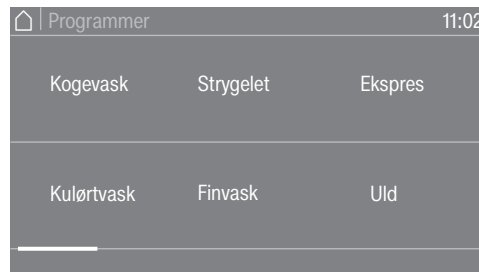 Programmer 11:02
Kogevask Strygelet Ekspres
Kulørtvask Finvask Uld